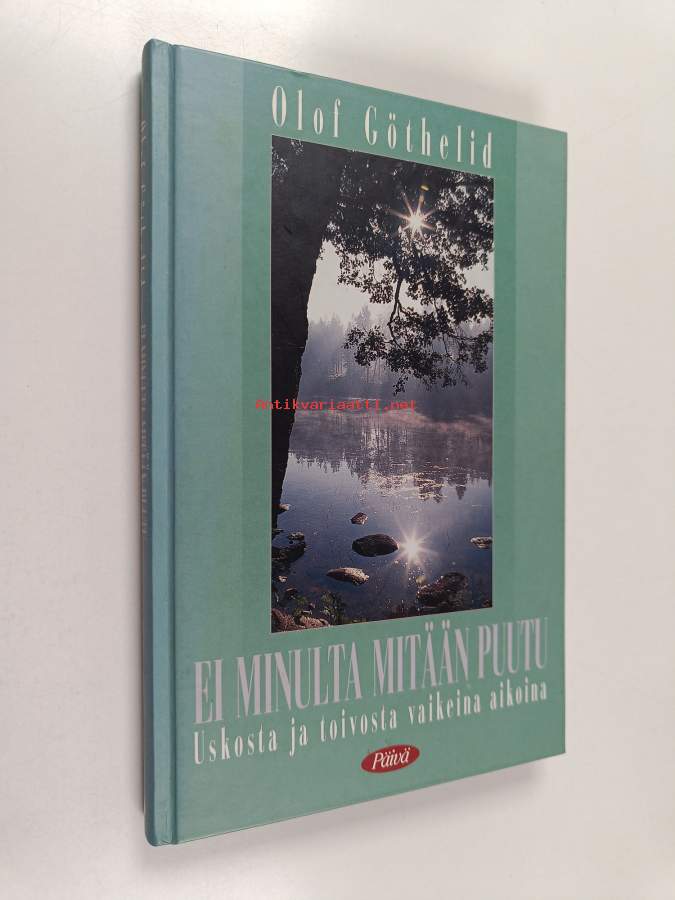 Olof Göthelid
Antikvariaatti.net
EI MINULTA MITÄÄN PUUTU
Uskosta ja toivosta vaikeina aikoina
Päivä